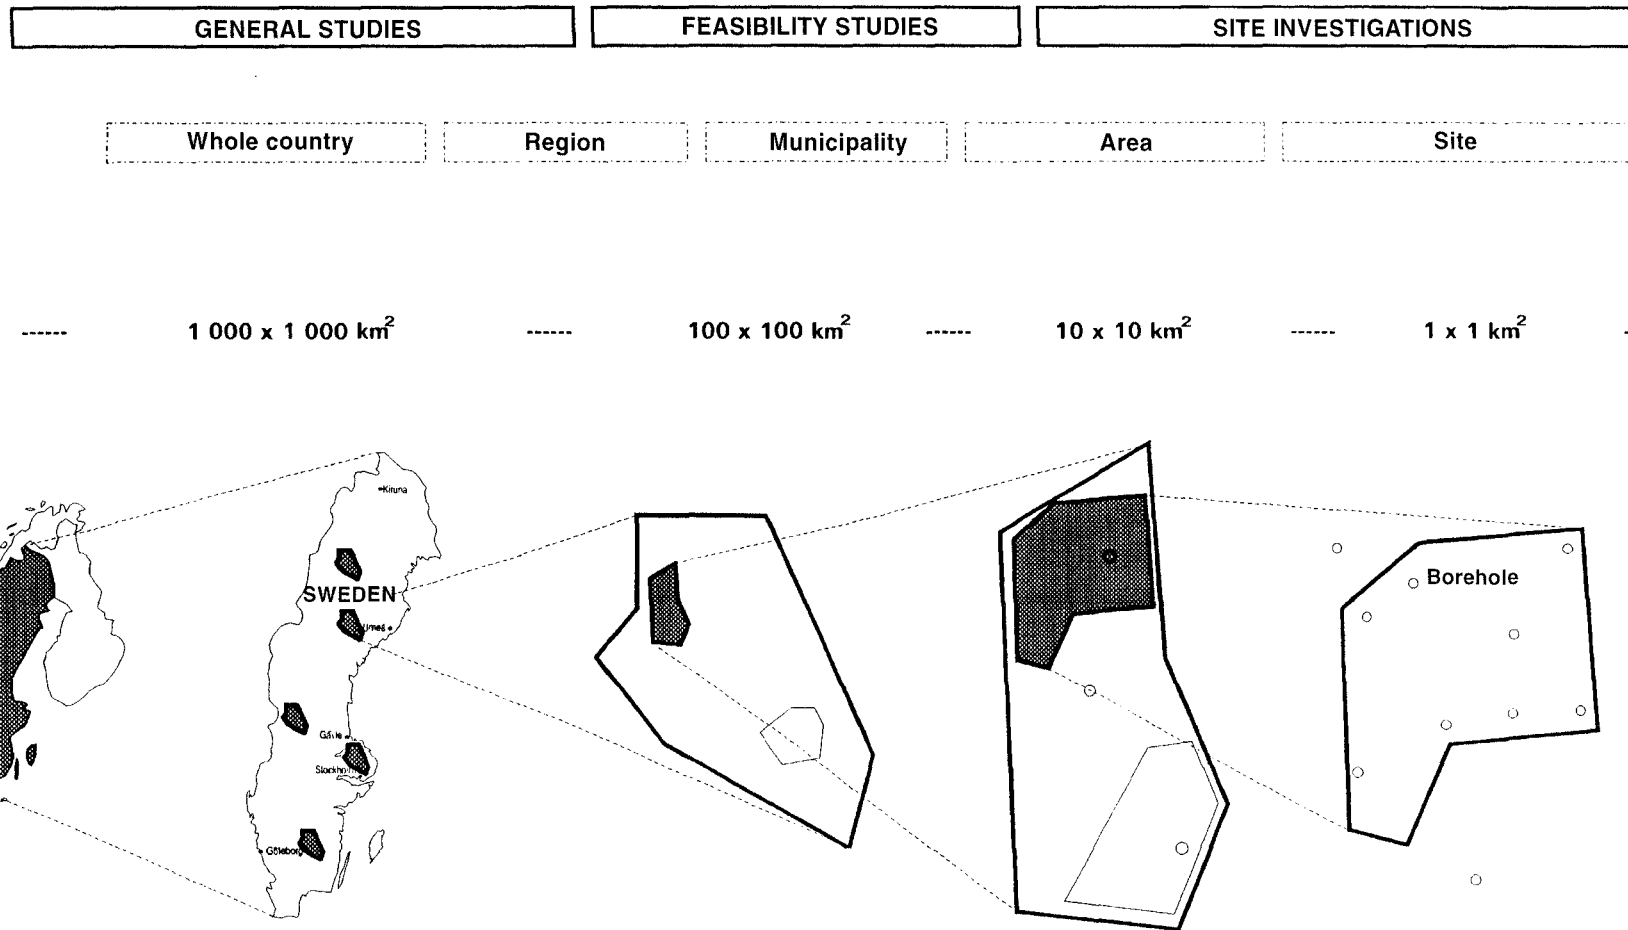 GENERAL STUDIES
FEASIBILITY STUDIES
SITE INVESTIGATIONS
Whole country
Region
Municipality
Area
Site
------ 1 000 x 1 000 km² ------ 100 x 100 km² ------ 10 x 10 km² ------ 1 x 1 km²
Kiruna
SWEDEN
Umeå
Gävle
Stockholm
Göteborg
Borehole